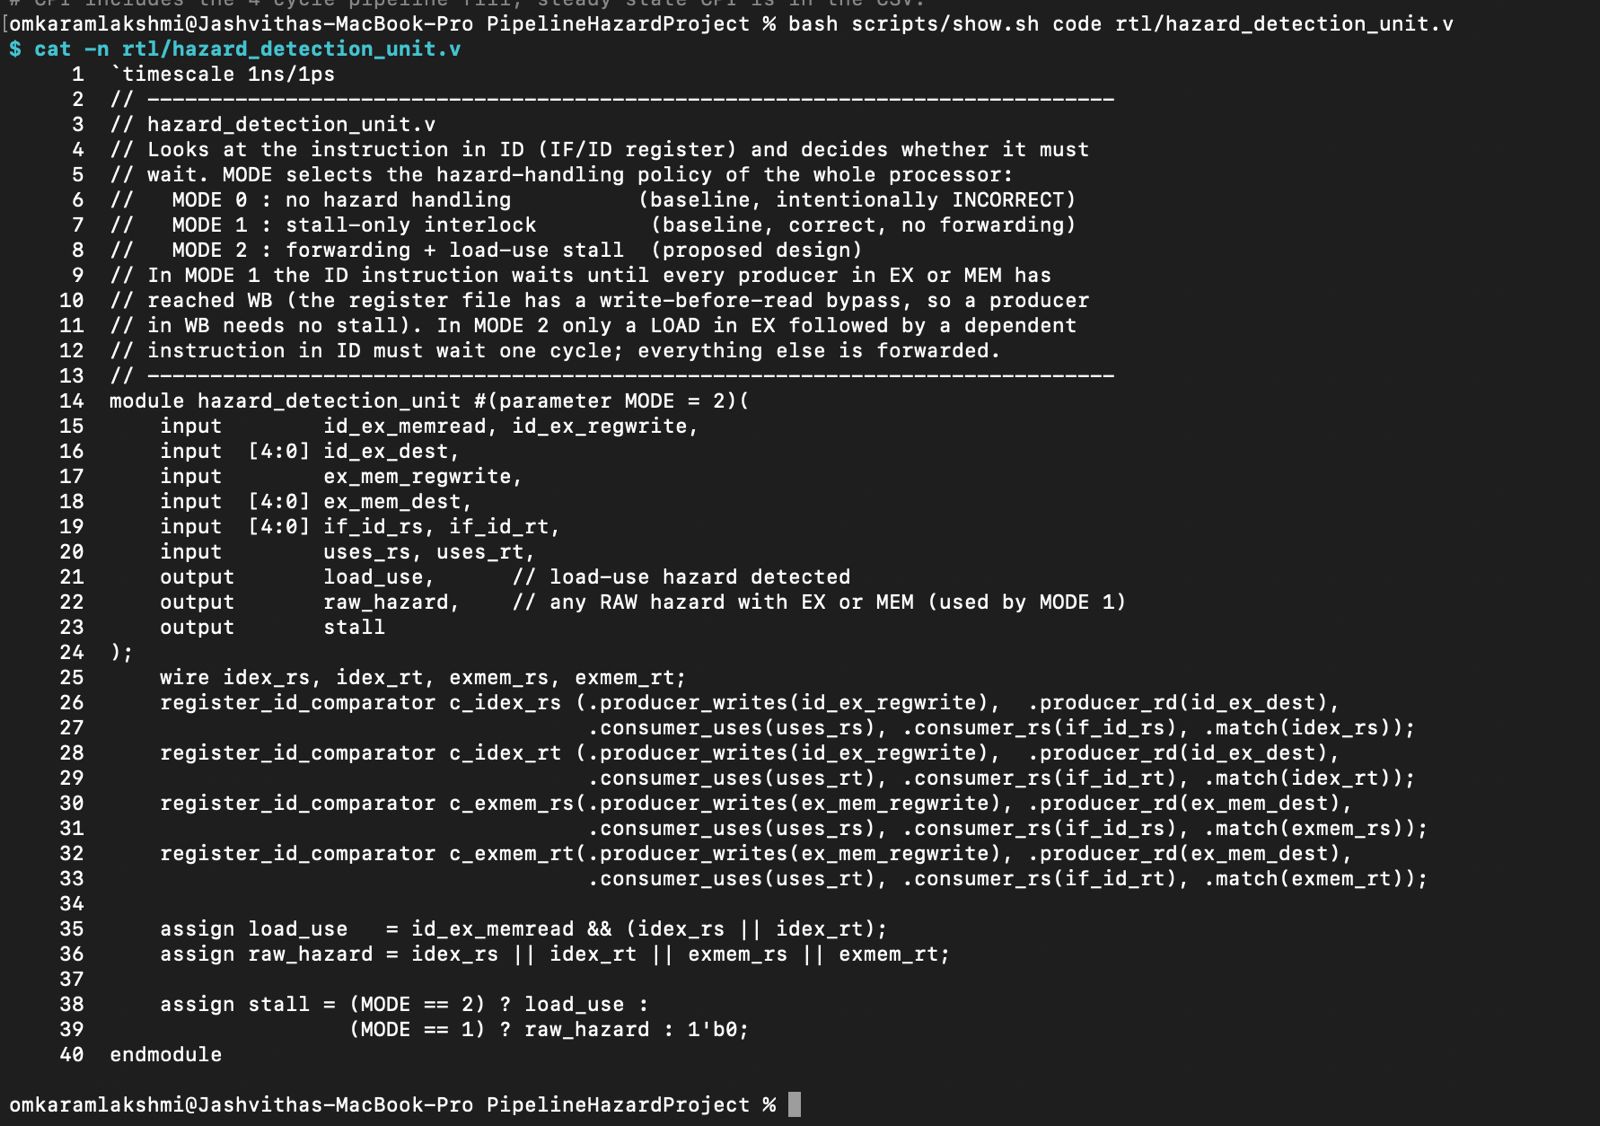 # CPI includes the 4 cycle pipeline fill, steady state CPI is in the CSV.
[omkaramlakshmi@Jashvithas-MacBook-Pro PipelineHazardProject % bash scripts/show.sh code rtl/hazard_detection_unit.v
$ cat -n rtl/hazard_detection_unit.v
     1  `timescale 1ns/1ps
     2  // -----------------------------------------------------------------------------
     3  // hazard_detection_unit.v
     4  // Looks at the instruction in ID (IF/ID register) and decides whether it must
     5  // wait. MODE selects the hazard-handling policy of the whole processor:
     6  //   MODE 0 : no hazard handling          (baseline, intentionally INCORRECT)
     7  //   MODE 1 : stall-only interlock         (baseline, correct, no forwarding)
     8  //   MODE 2 : forwarding + load-use stall  (proposed design)
     9  // In MODE 1 the ID instruction waits until every producer in EX or MEM has
    10  // reached WB (the register file has a write-before-read bypass, so a producer
    11  // in WB needs no stall). In MODE 2 only a LOAD in EX followed by a dependent
    12  // instruction in ID must wait one cycle; everything else is forwarded.
    13  // -----------------------------------------------------------------------------
    14  module hazard_detection_unit #(parameter MODE = 2)(
    15      input        id_ex_memread, id_ex_regwrite,
    16      input  [4:0] id_ex_dest,
    17      input        ex_mem_regwrite,
    18      input  [4:0] ex_mem_dest,
    19      input  [4:0] if_id_rs, if_id_rt,
    20      input        uses_rs, uses_rt,
    21      output       load_use,      // load-use hazard detected
    22      output       raw_hazard,    // any RAW hazard with EX or MEM (used by MODE 1)
    23      output       stall
    24  );
    25      wire idex_rs, idex_rt, exmem_rs, exmem_rt;
    26      register_id_comparator c_idex_rs (.producer_writes(id_ex_regwrite),  .producer_rd(id_ex_dest),
    27                                        .consumer_uses(uses_rs), .consumer_rs(if_id_rs), .match(idex_rs));
    28      register_id_comparator c_idex_rt (.producer_writes(id_ex_regwrite),  .producer_rd(id_ex_dest),
    29                                        .consumer_uses(uses_rt), .consumer_rs(if_id_rt), .match(idex_rt));
    30      register_id_comparator c_exmem_rs(.producer_writes(ex_mem_regwrite), .producer_rd(ex_mem_dest),
    31                                        .consumer_uses(uses_rs), .consumer_rs(if_id_rs), .match(exmem_rs));
    32      register_id_comparator c_exmem_rt(.producer_writes(ex_mem_regwrite), .producer_rd(ex_mem_dest),
    33                                        .consumer_uses(uses_rt), .consumer_rs(if_id_rt), .match(exmem_rt));
    34
    35      assign load_use   = id_ex_memread && (idex_rs || idex_rt);
    36      assign raw_hazard = idex_rs || idex_rt || exmem_rs || exmem_rt;
    37
    38      assign stall = (MODE == 2) ? load_use :
    39                     (MODE == 1) ? raw_hazard : 1'b0;
    40  endmodule
omkaramlakshmi@Jashvithas-MacBook-Pro PipelineHazardProject %